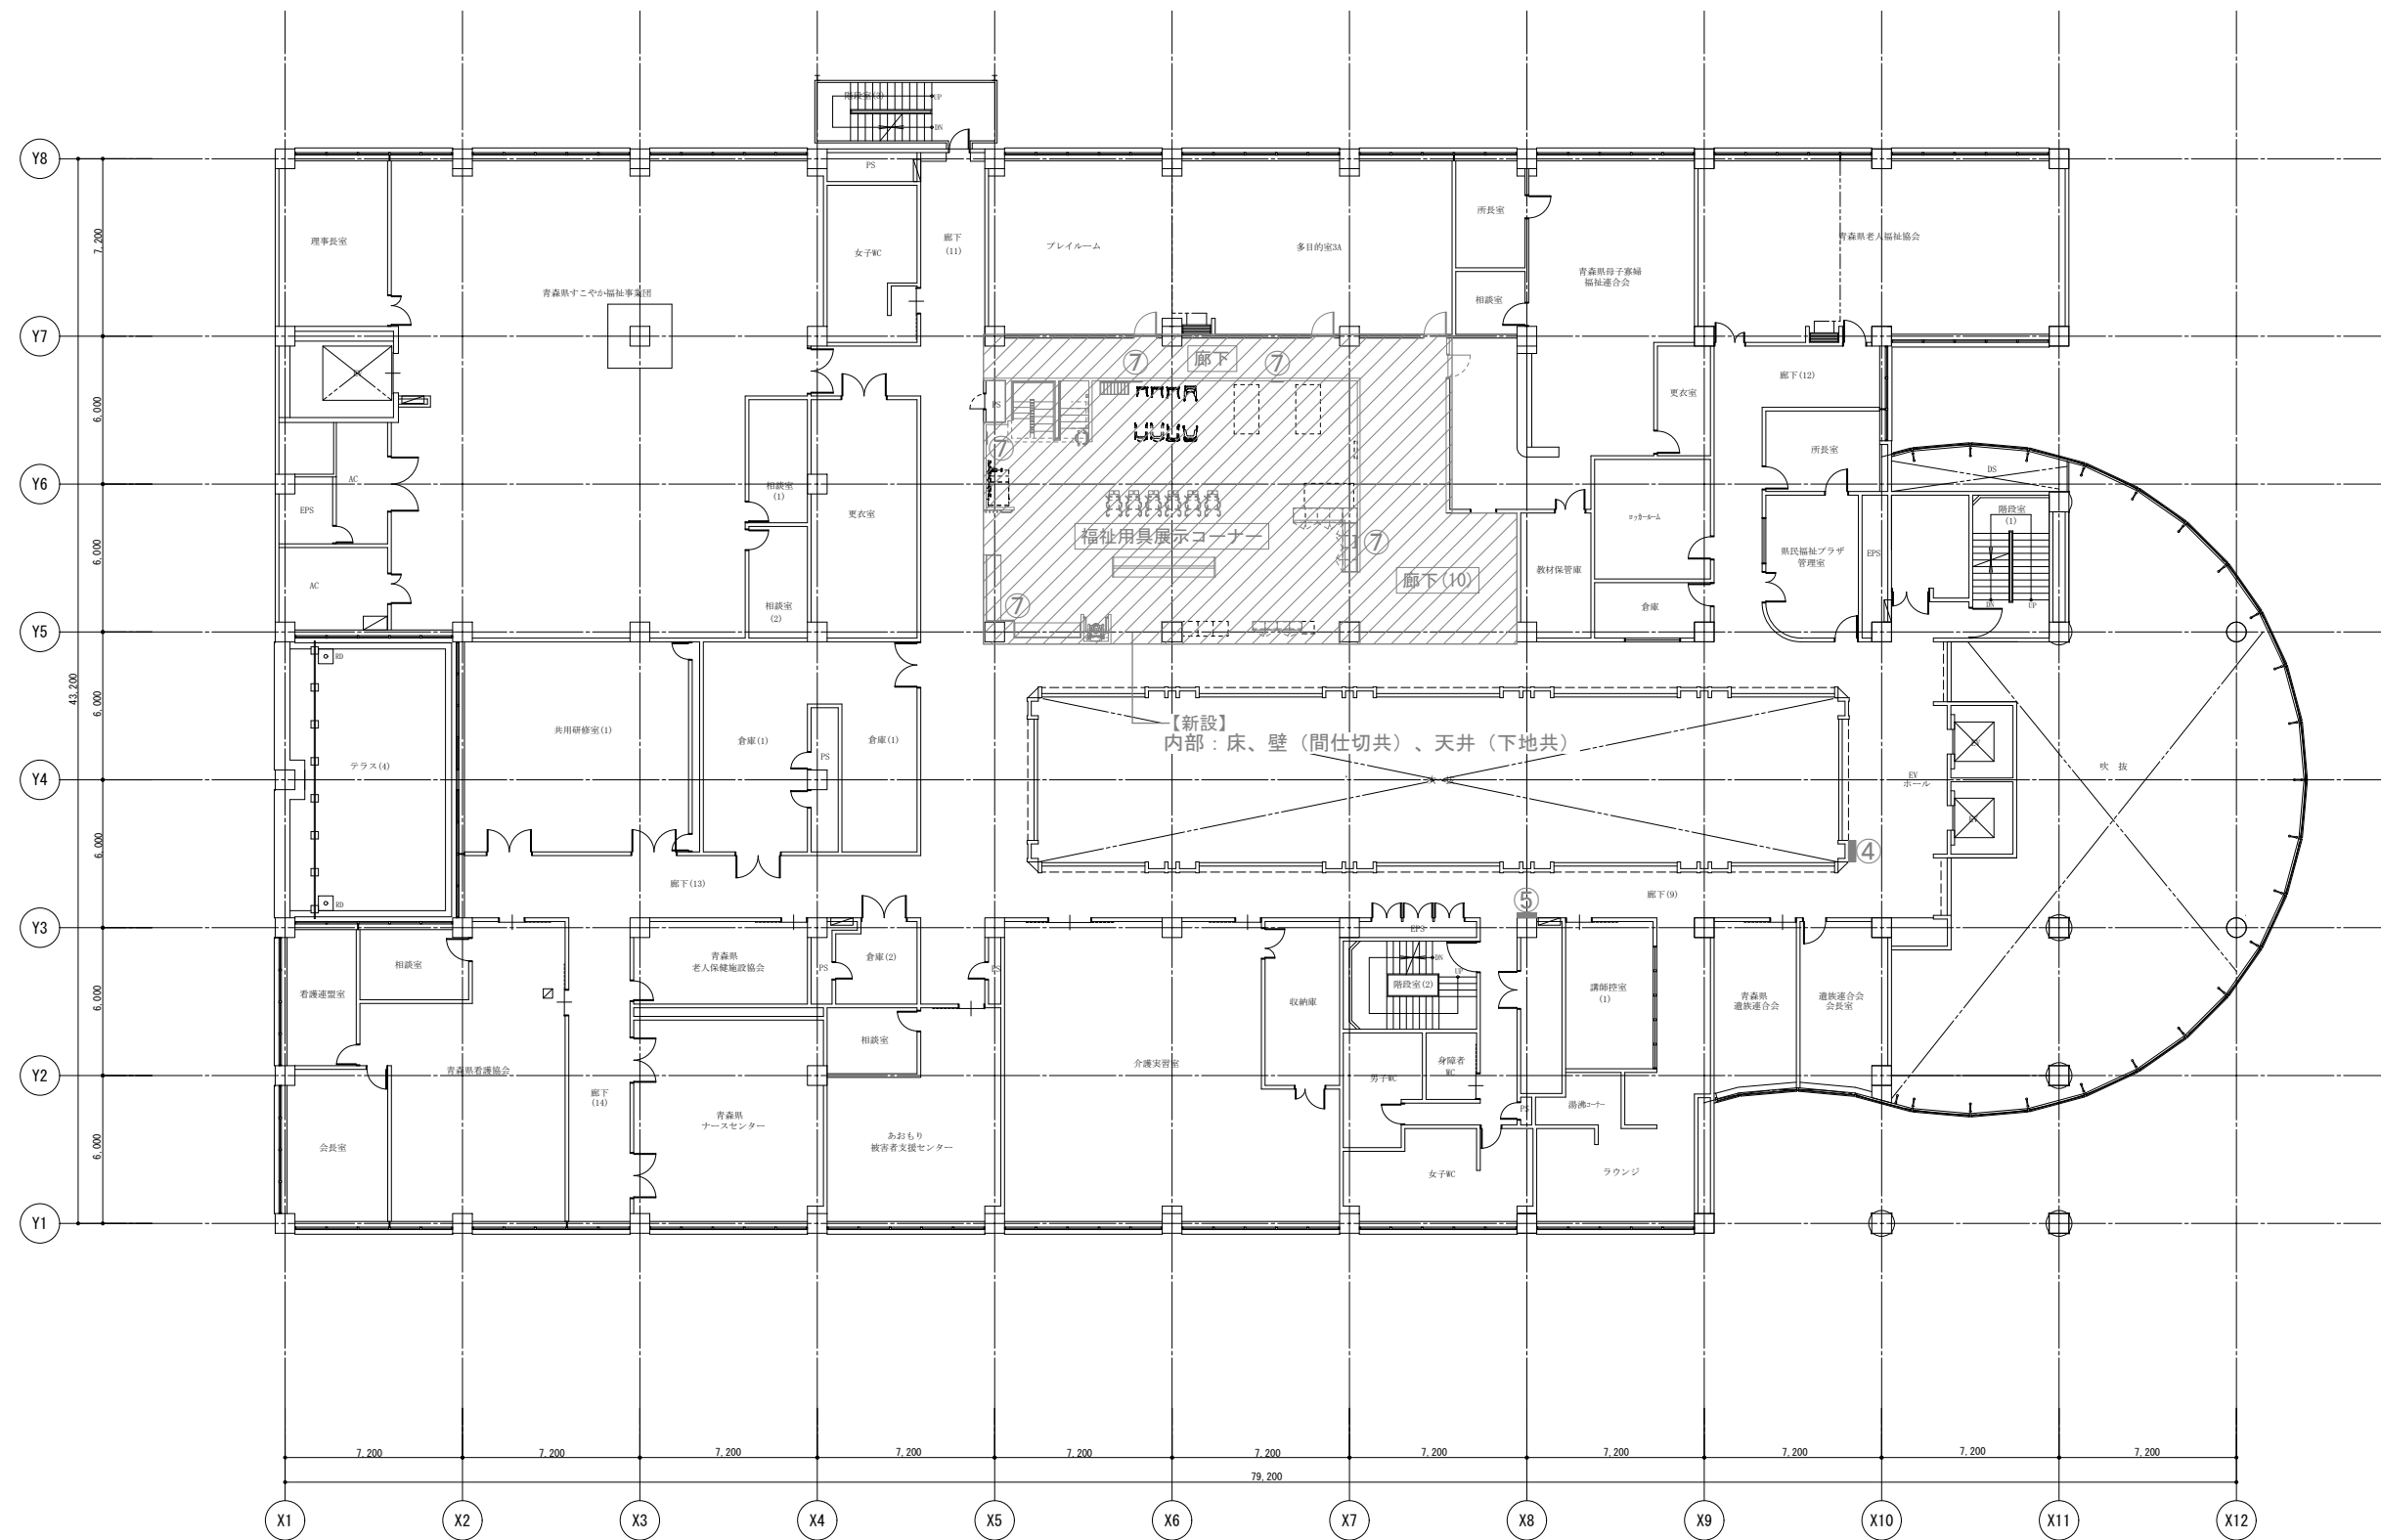 階段室(3)
UP
DN
Y8
PS
7,200
理事長室
女子WC
廊下
(11)
プレイルーム
多目的室3A
所長室
青森県老人福祉協会
青森県すこやか福祉事業団
相談室
青森県母子寡婦
福祉連合会
Y7
⑦
廊下
⑦
廊下(12)
6,000
PS
更衣室
⑦
所長室
DS
Y6
AC
EPS
相談室
(1)
更衣室
ロッカールーム
階段室
(1)
福祉用具展示コーナー
⑦
6,000
AC
廊下(10)
教材保管庫
県民福祉プラザ
管理室
EPS
相談室
(2)
⑦
倉庫
DN
UP
Y5
RD
43,200
6,000
【新設】
内部：床、壁（間仕切共）、天井（下地共）
共用研修室(1)
倉庫(1)
倉庫(1)
PS
EV
テラス(4)
吹 抜
Y4
EV
ホール
EV
6,000
④
廊下(13)
廊下(9)
RD
⑤
Y3
EPS
相談室
青森県
老人保健施設協会
PS
倉庫(2)
PS
DN
UP
6,000
看護連盟室
収納庫
階段室(2)
講師控室
(1)
青森県
遺族連合会
遺族連合会
会長室
相談室
介護実習室
身障者
WC
Y2
青森県看護協会
男子WC
廊下
(14)
青森県
ナースセンター
PS
湯沸コーナー
6,000
会長室
あおもり
被害者支援センター
女子WC
ラウンジ
Y1
7,200
7,200
7,200
7,200
7,200
7,200
7,200
7,200
7,200
7,200
7,200
79,200
X1
X2
X3
X4
X5
X6
X7
X8
X9
X10
X11
X12